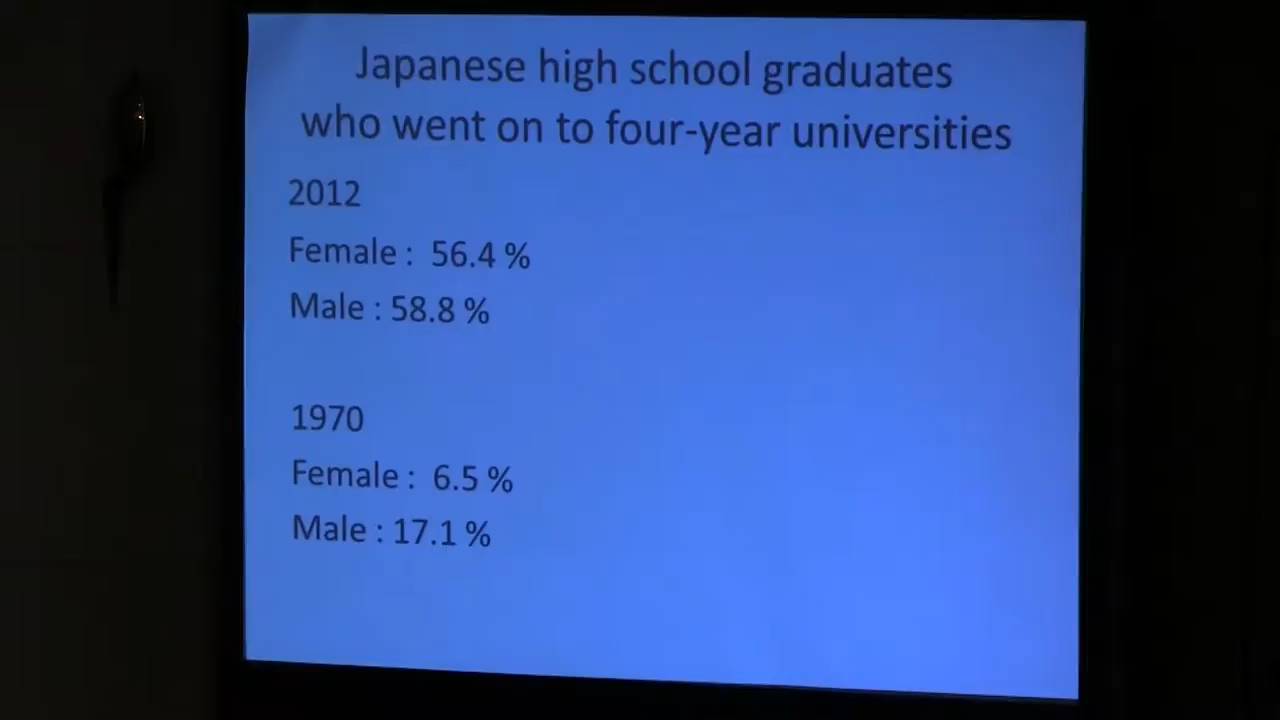 Japanese high school graduates
who went on to four-year universities
2012
Female : 56.4 %
Male : 58.8 %
1970
Female : 6.5 %
Male : 17.1 %